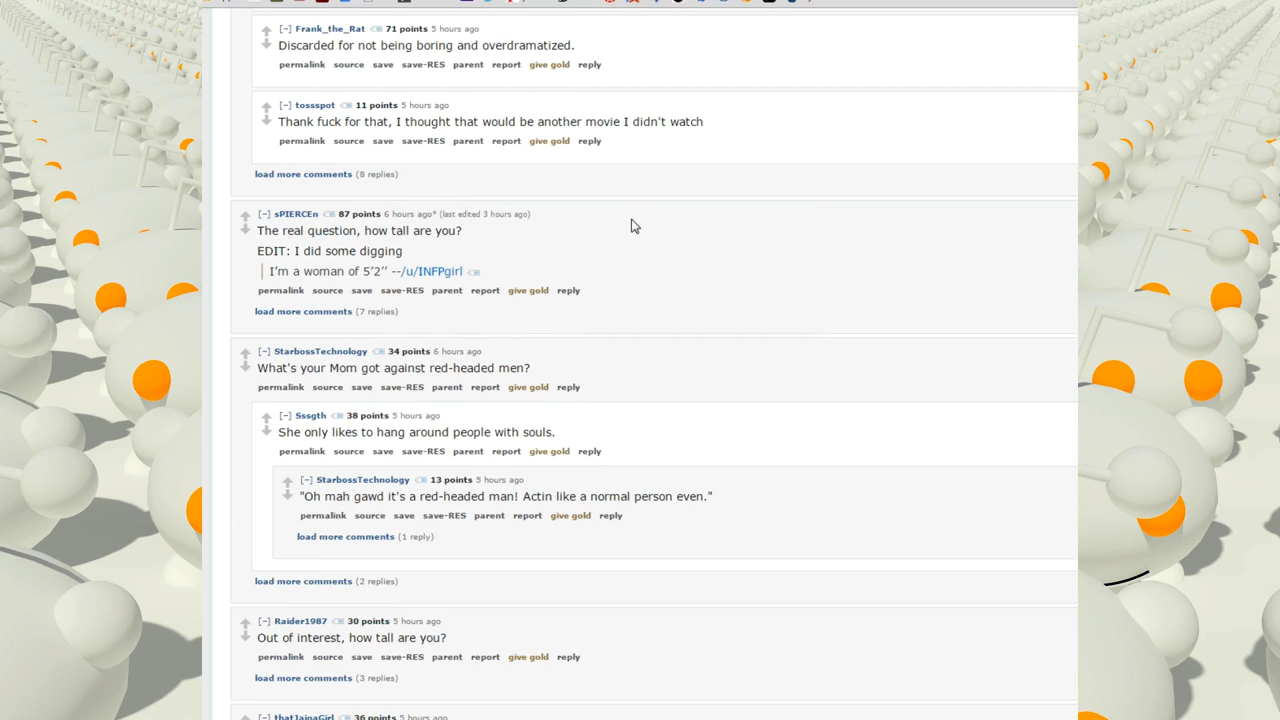 [−] Frank_the_Rat 71 points 5 hours ago
Discarded for not being boring and overdramatized.
permalink source save save-RES parent report give gold reply
[−] tossspot 11 points 5 hours ago
Thank fuck for that, I thought that would be another movie I didn't watch
permalink source save save-RES parent report give gold reply
load more comments (8 replies)
[−] sPIERCEn 87 points 6 hours ago* (last edited 3 hours ago)
The real question, how tall are you?
EDIT: I did some digging
I'm a woman of 5'2'' --/u/INFPgirl
permalink source save save-RES parent report give gold reply
load more comments (7 replies)
[−] StarbossTechnology 34 points 6 hours ago
What's your Mom got against red-headed men?
permalink source save save-RES parent report give gold reply
[−] Sssgth 38 points 5 hours ago
She only likes to hang around people with souls.
permalink source save save-RES parent report give gold reply
[−] StarbossTechnology 13 points 5 hours ago
"Oh mah gawd it's a red-headed man! Actin like a normal person even."
permalink source save save-RES parent report give gold reply
load more comments (1 reply)
load more comments (2 replies)
[−] Raider1987 30 points 5 hours ago
Out of interest, how tall are you?
permalink source save save-RES parent report give gold reply
load more comments (3 replies)
[−] thatJainaGirl 36 points 5 hours ago